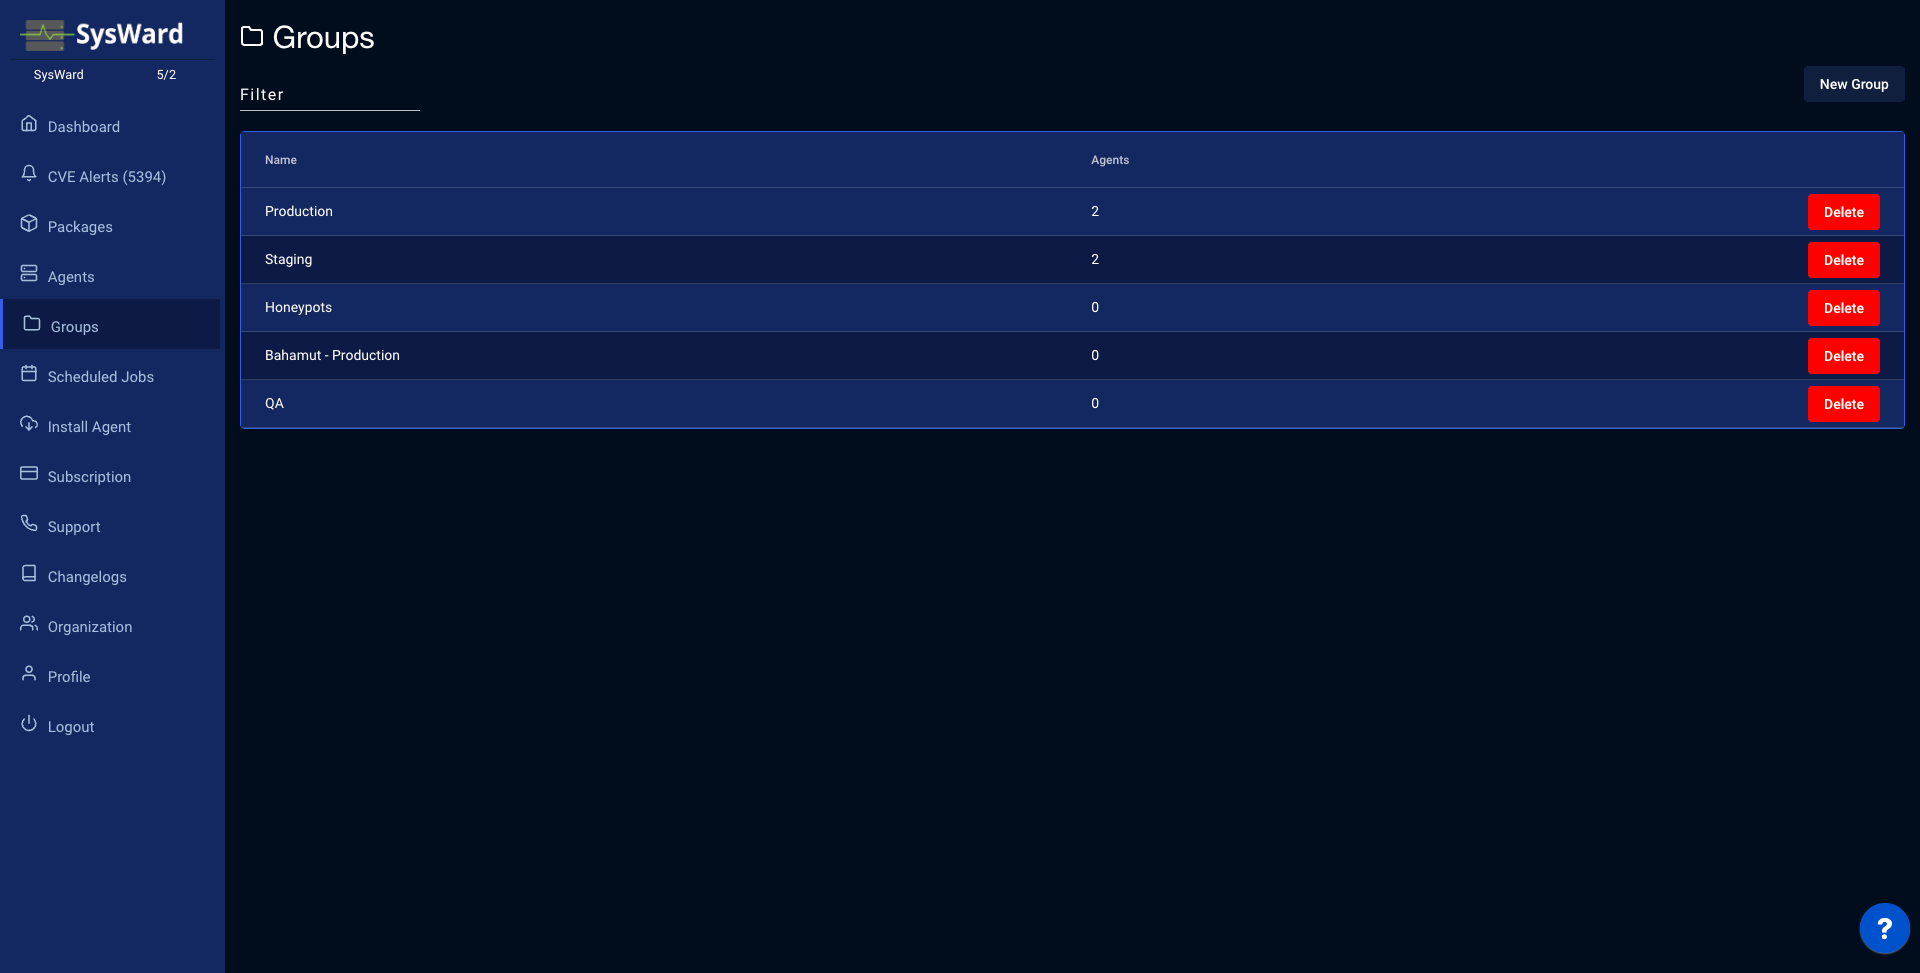 SysWard
SysWard 5/2
Dashboard
CVE Alerts (5394)
Packages
Agents
Groups
Scheduled Jobs
Install Agent
Subscription
Support
Changelogs
Organization
Profile
Logout
Groups
Filter
New Group
Name Agents
Production 2 Delete
Staging 2 Delete
Honeypots 0 Delete
Bahamut - Production 0 Delete
QA 0 Delete
?